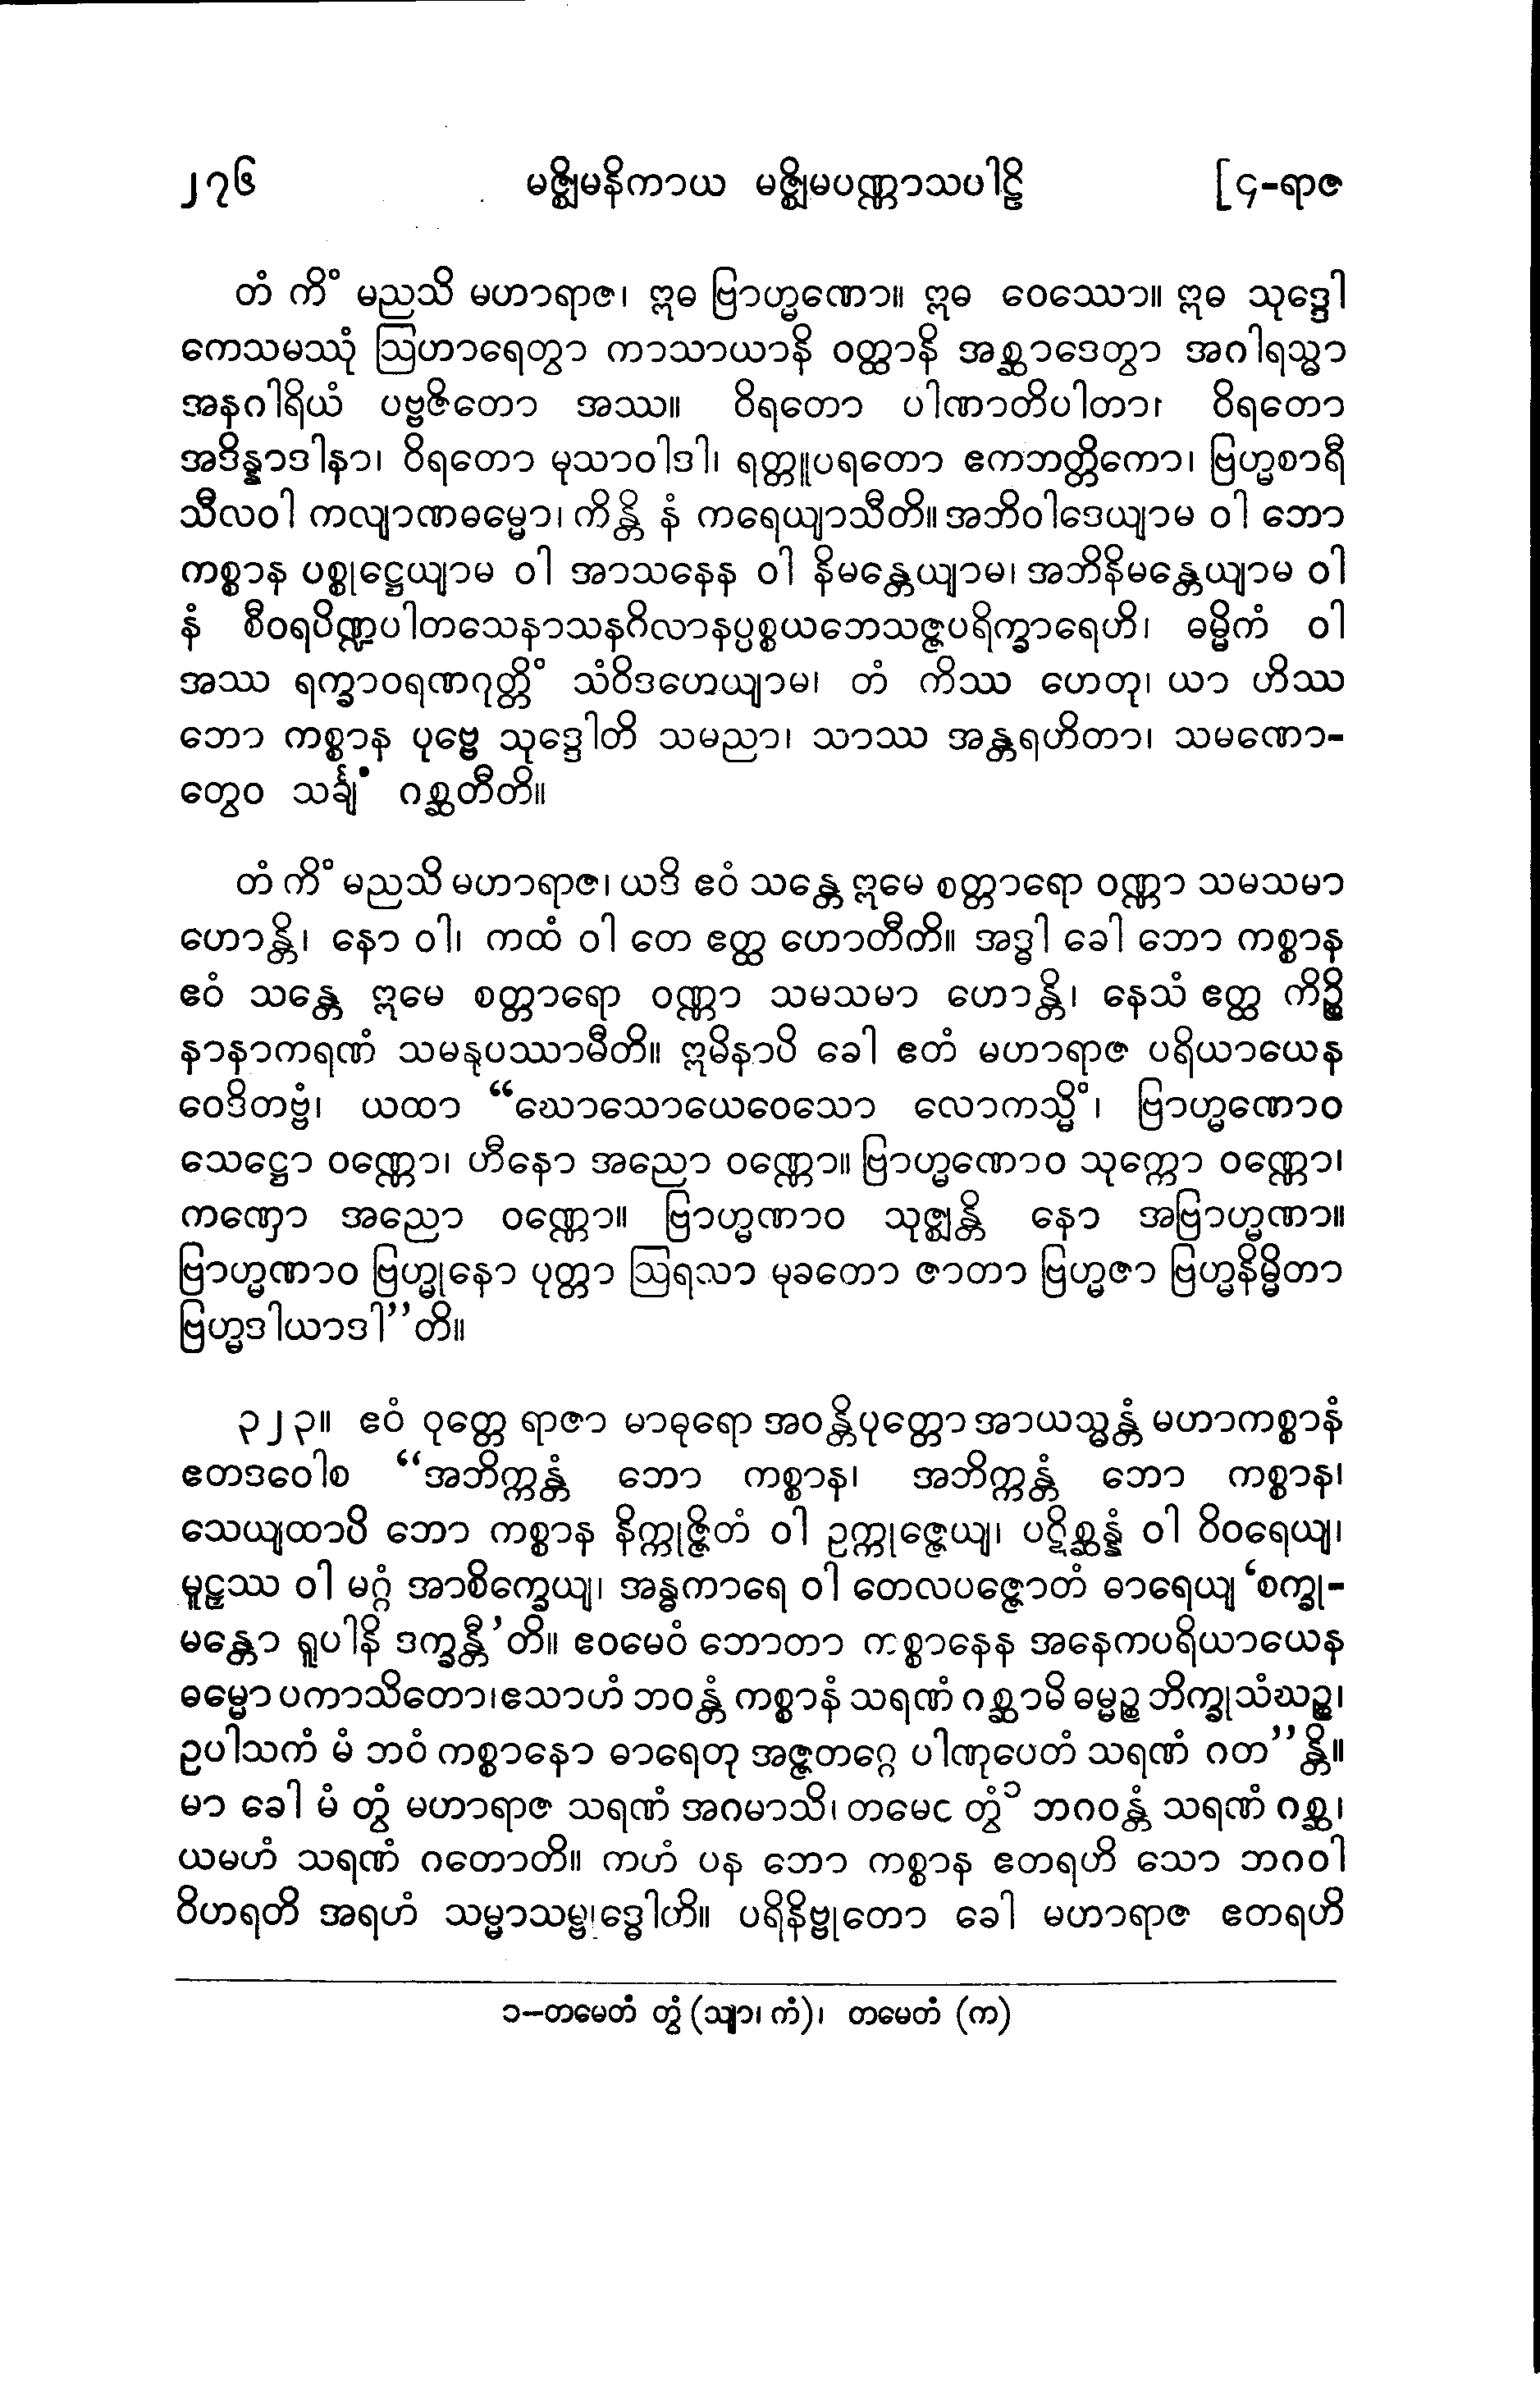 ၂၇၆ မဇ္ဈိမနိကာယ မဇ္ဈိမပဏ္ဏာသပါဠိ [၄-ရာဇ
တံ ကိံ မညသိ မဟာရာဇ၊ ဣဓ ဗြာဟ္မဏော။ ဣဓ ဝေဿော။ ဣဓ သုဒ္ဒေါ
ကေသမဿုံ ဩဟာရေတွာ ကာသာယာနိ ဝတ္ထာနိ အစ္ဆာဒေတွာ အဂါရသ္မာ
အနဂါရိယံ ပဗ္ဗဇိတော အဿ။ ဝိရတော ပါဏာတိပါတာ၊ ဝိရတော
အဒိန္နာဒါနာ၊ ဝိရတော မုသာဝါဒါ၊ ရတ္တူပရတော ဧကဘတ္တိကော၊ ဗြဟ္မစာရီ
သီလဝါ ကလျာဏဓမ္မော၊ ကိန္တိ နံ ကရေယျာသီတိ။ အဘိဝါဒေယျာမ ဝါ ဘော
ကစ္စာန ပစ္စုဋ္ဌေယျာမ ဝါ အာသနေန ဝါ နိမန္တေယျာမ၊ အဘိနိမန္တေယျာမ ဝါ
နံ စီဝရပိဏ္ဍပါတသေနာသနဂိလာနပ္ပစ္စယဘေသဇ္ဇပရိက္ခာရေဟိ၊ ဓမ္မိကံ ဝါ
အဿ ရက္ခာဝရဏဂုတ္တိံ သံဝိဒဟေယျာမ၊ တံ ကိဿ ဟေတု၊ ယာ ဟိဿ
ဘော ကစ္စာန ပုဗ္ဗေ သုဒ္ဒေါတိ သမညာ၊ သာဿ အန္တရဟိတာ၊ သမဏော-
တွေဝ သင်္ချံ ဂစ္ဆတီတိ။
တံ ကိံ မညသိ မဟာရာဇ၊ ယဒိ ဧဝံ သန္တေ ဣမေ စတ္တာရော ဝဏ္ဏာ သမသမာ
ဟောန္တိ၊ နော ဝါ၊ ကထံ ဝါ တေ ဧတ္ထ ဟောတီတိ။ အဒ္ဓါ ခေါ ဘော ကစ္စာန
ဧဝံ သန္တေ ဣမေ စတ္တာရော ဝဏ္ဏာ သမသမာ ဟောန္တိ၊ နေသံ ဧတ္ထ ကိဉ္စိ
နာနာကရဏံ သမနုပဿာမီတိ။ ဣမိနာပိ ခေါ ဧတံ မဟာရာဇ ပရိယာယေန
ဝေဒိတဗ္ဗံ၊ ယထာ “ဃောသောယေဝေသော လောကသ္မိံ၊ ဗြာဟ္မဏောဝ
သေဋ္ဌော ဝဏ္ဏော၊ ဟီနော အညော ဝဏ္ဏော။ ဗြာဟ္မဏောဝ သုက္ကော ဝဏ္ဏော၊
ကဏှော အညော ဝဏ္ဏော။ ဗြာဟ္မဏာဝ သုဇ္ဈန္တိ နော အဗြာဟ္မဏာ။
ဗြာဟ္မဏာဝ ဗြဟ္မုနော ပုတ္တာ ဩရသာ မုခတော ဇာတာ ဗြဟ္မဇာ ဗြဟ္မနိမ္မိတာ
ဗြဟ္မဒါယာဒါ”တိ။
၃၂၃။ ဧဝံ ဝုတ္တေ ရာဇာ မာဓုရော အဝန္တိပုတ္တော အာယသ္မန္တံ မဟာကစ္စာနံ
ဧတဒဝေါစ “အဘိက္ကန္တံ ဘော ကစ္စာန၊ အဘိက္ကန္တံ ဘော ကစ္စာန၊
သေယျထာပိ ဘော ကစ္စာန နိက္ကုဇ္ဇိတံ ဝါ ဥက္ကုဇ္ဇေယျ၊ ပဋိစ္ဆန္နံ ဝါ ဝိဝရေယျ၊
မူဠှဿ ဝါ မဂ္ဂံ အာစိက္ခေယျ၊ အန္ဓကာရေ ဝါ တေလပဇ္ဇောတံ ဓာရေယျ ‘စက္ခု-
မန္တော ရူပါနိ ဒက္ခန္တီ’တိ။ ဧဝမေဝံ ဘောတာ ကစ္စာနေန အနေကပရိယာယေန
ဓမ္မော ပကာသိတော၊ ဧသာဟံ ဘဝန္တံ ကစ္စာနံ သရဏံ ဂစ္ဆာမိ ဓမ္မဉ္စ ဘိက္ခုသံဃဉ္စ၊
ဥပါသကံ မံ ဘဝံ ကစ္စာနော ဓာရေတု အဇ္ဇတဂ္ဂေ ပါဏုပေတံ သရဏံ ဂတ”န္တိ။
မာ ခေါ မံ တွံ မဟာရာဇ သရဏံ အဂမာသိ၊ တမေဝ တွံ၁ ဘဂဝန္တံ သရဏံ ဂစ္ဆ၊
ယမဟံ သရဏံ ဂတောတိ။ ကဟံ ပန ဘော ကစ္စာန ဧတရဟိ သော ဘဂဝါ
ဝိဟရတိ အရဟံ သမ္မာသမ္ဗုဒ္ဓေါတိ။ ပရိနိဗ္ဗုတော ခေါ မဟာရာဇ ဧတရဟိ
၁--တမေတံ တွံ (သျာ၊ ကံ)၊ တမေတံ (က)